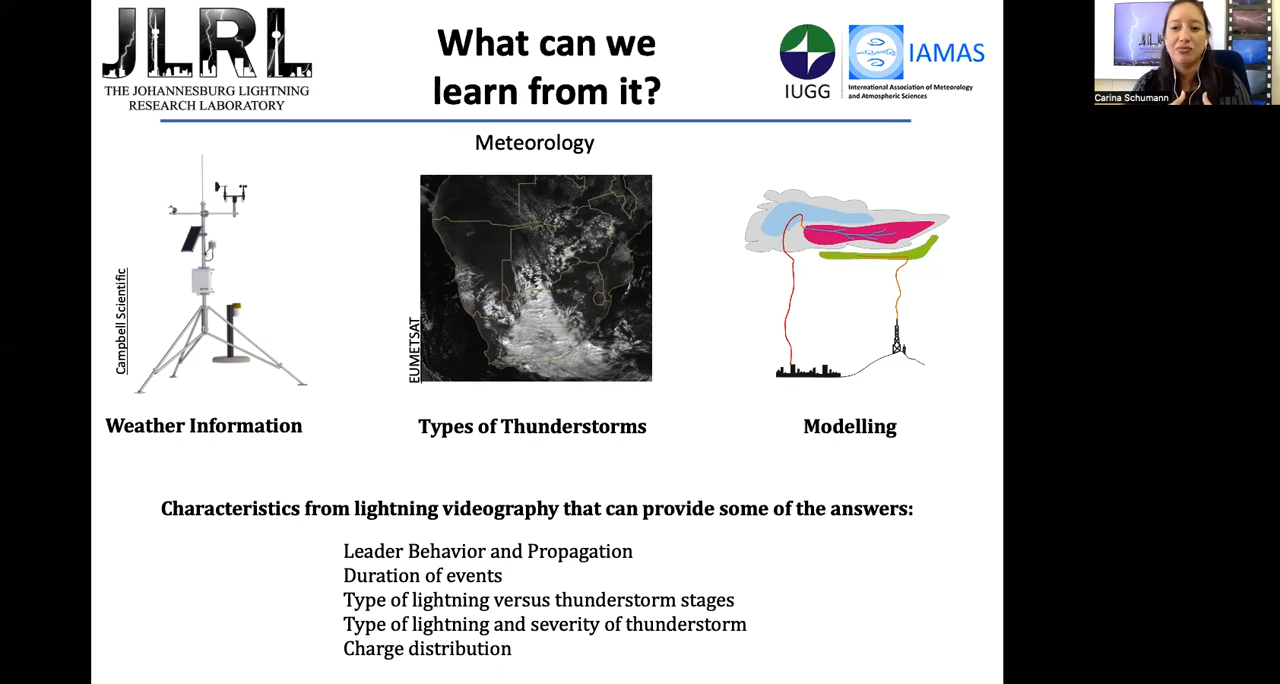 JLRL
THE JOHANNESBURG LIGHTNING
RESEARCH LABORATORY
What can we
learn from it?
IUGG
IAMAS
International Association of Meteorology
and Atmospheric Sciences
Carina Schumann
Meteorology
Campbell Scientific
EUMETSAT
Weather Information
Types of Thunderstorms
Modelling
Characteristics from lightning videography that can provide some of the answers:
Leader Behavior and Propagation
Duration of events
Type of lightning versus thunderstorm stages
Type of lightning and severity of thunderstorm
Charge distribution